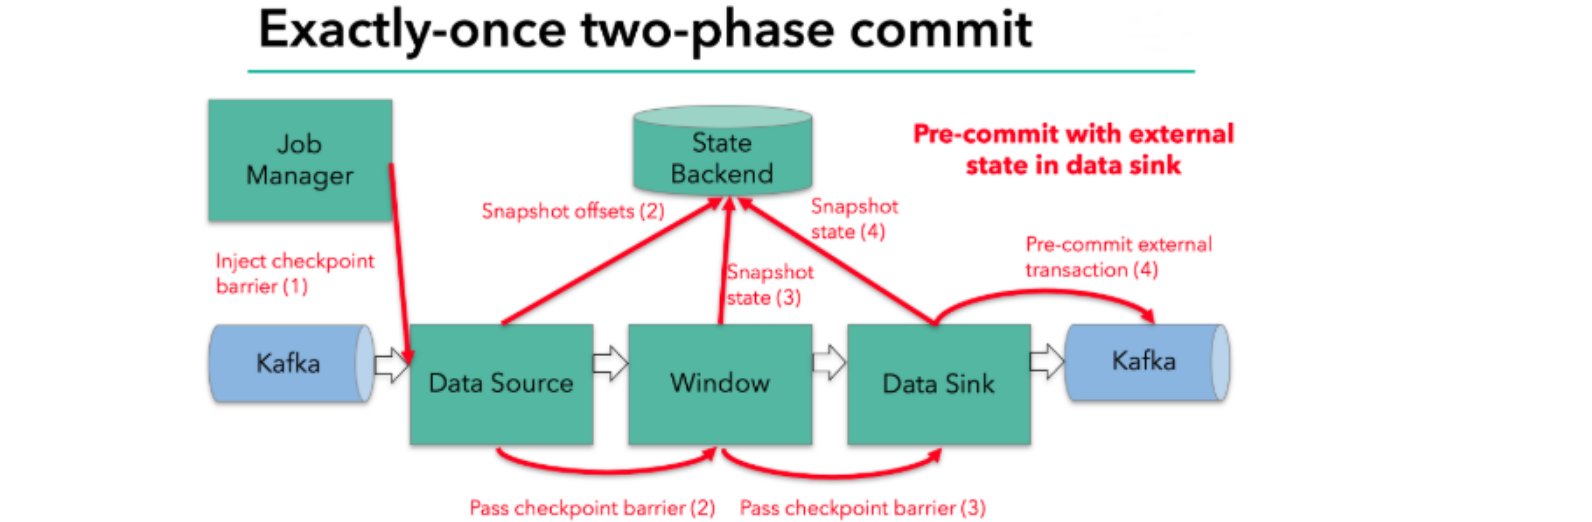 Exactly-once two-phase commit
Job
Manager
State
Backend
Pre-commit with external
state in data sink
Snapshot offsets (2)
Snapshot
state (4)
Pre-commit external
transaction (4)
Inject checkpoint
barrier (1)
Snapshot
state (3)
Kafka
Data Source
Window
Data Sink
Kafka
Pass checkpoint barrier (2)
Pass checkpoint barrier (3)